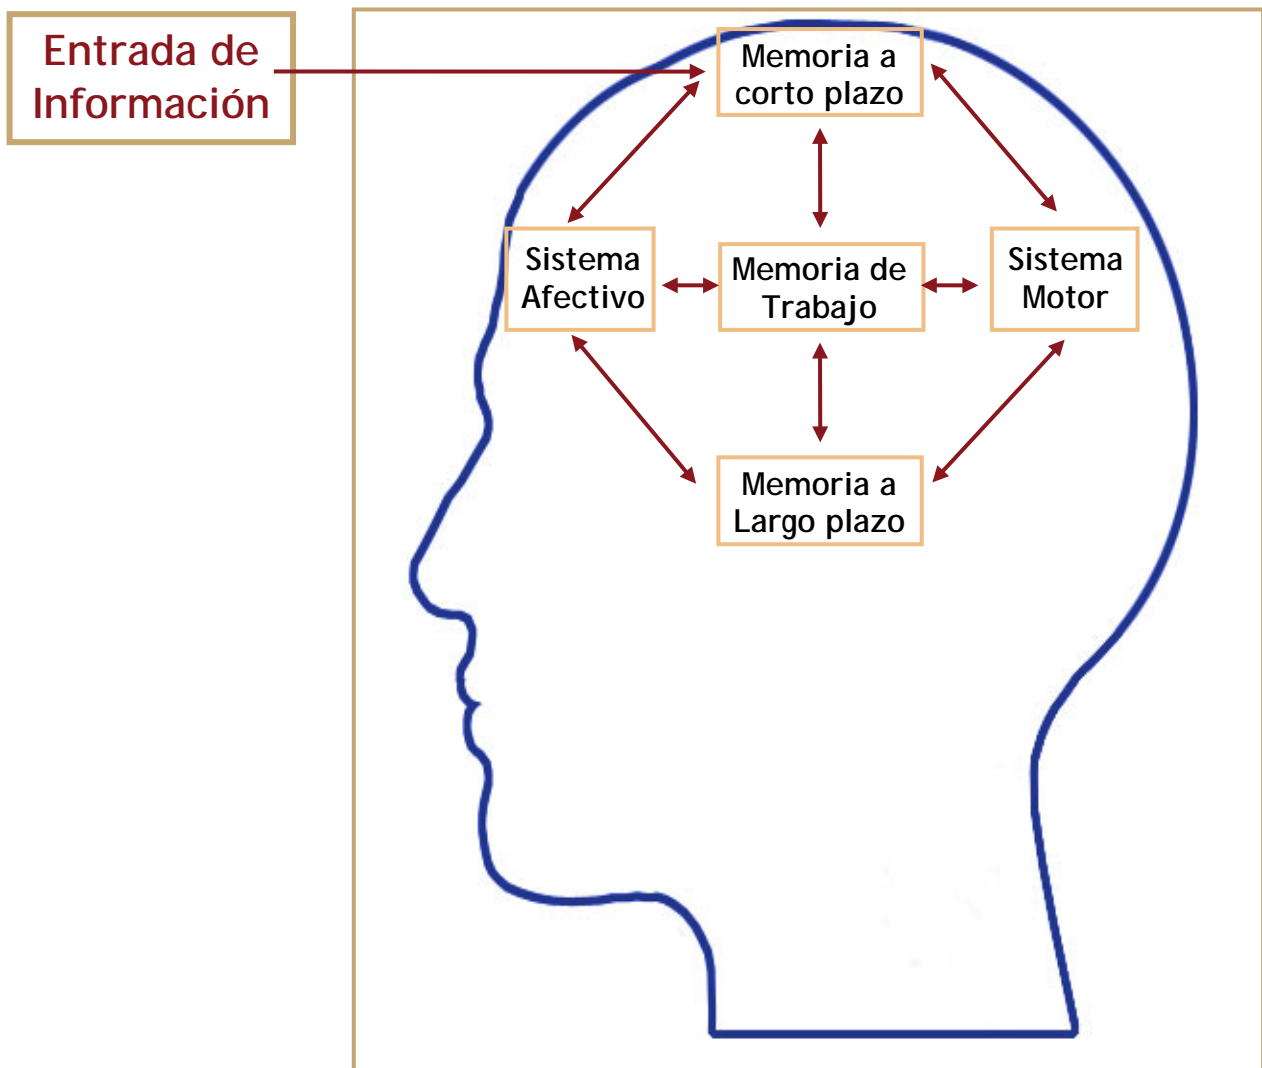 Entrada de
Información
Memoria a
corto plazo
Sistema
Afectivo
Memoria de
Trabajo
Sistema
Motor
Memoria a
Largo plazo